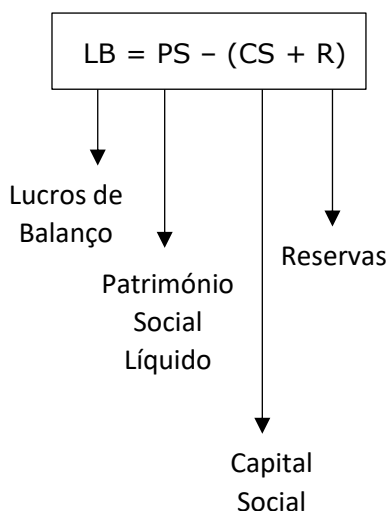 LB = PS – (CS + R)
Lucros de
Balanço
Património
Social
Líquido
Reservas
Capital
Social